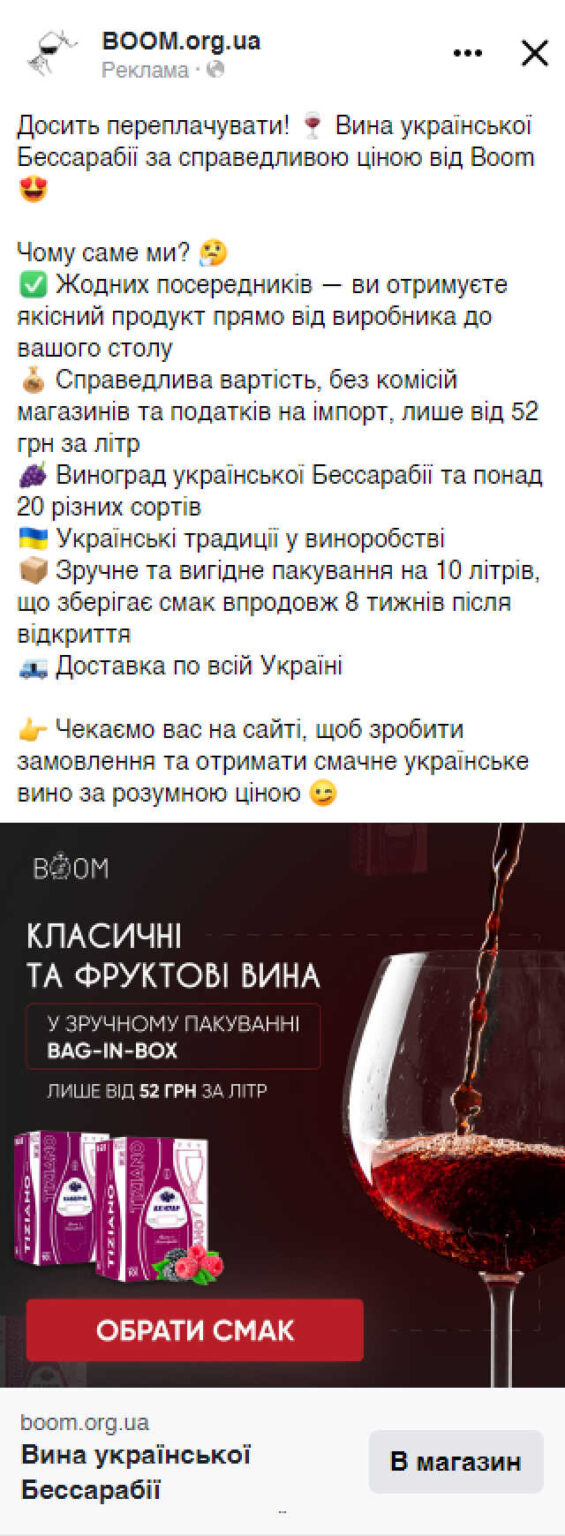 BOOM.org.ua
Реклама ·
Досить переплачувати! 🍷 Вина української
Бессарабії за справедливою ціною від Boom
😍
Чому саме ми? 🤔
✅ Жодних посередників — ви отримуєте
якісний продукт прямо від виробника до
вашого столу
💰 Справедлива вартість, без комісій
магазинів та податків на імпорт, лише від 52
грн за літр
🍇 Виноград української Бессарабії та понад
20 різних сортів
🇺🇦 Українські традиції у виноробстві
📦 Зручне та вигідне пакування на 10 літрів,
що зберігає смак впродовж 8 тижнів після
відкриття
🚙 Доставка по всій Україні
👉 Чекаємо вас на сайті, щоб зробити
замовлення та отримати смачне українське
вино за розумною ціною 😉
BOOM
КЛАСИЧНІ
ТА ФРУКТОВІ ВИНА
У ЗРУЧНОМУ ПАКУВАННІ
BAG-IN-BOX
ЛИШЕ ВІД 52 ГРН ЗА ЛІТР
TIZIANO
TIZIANO
TIZIANO
TIZIANO
ОБРАТИ СМАК
boom.org.ua
Вина української
Бессарабії
В магазин